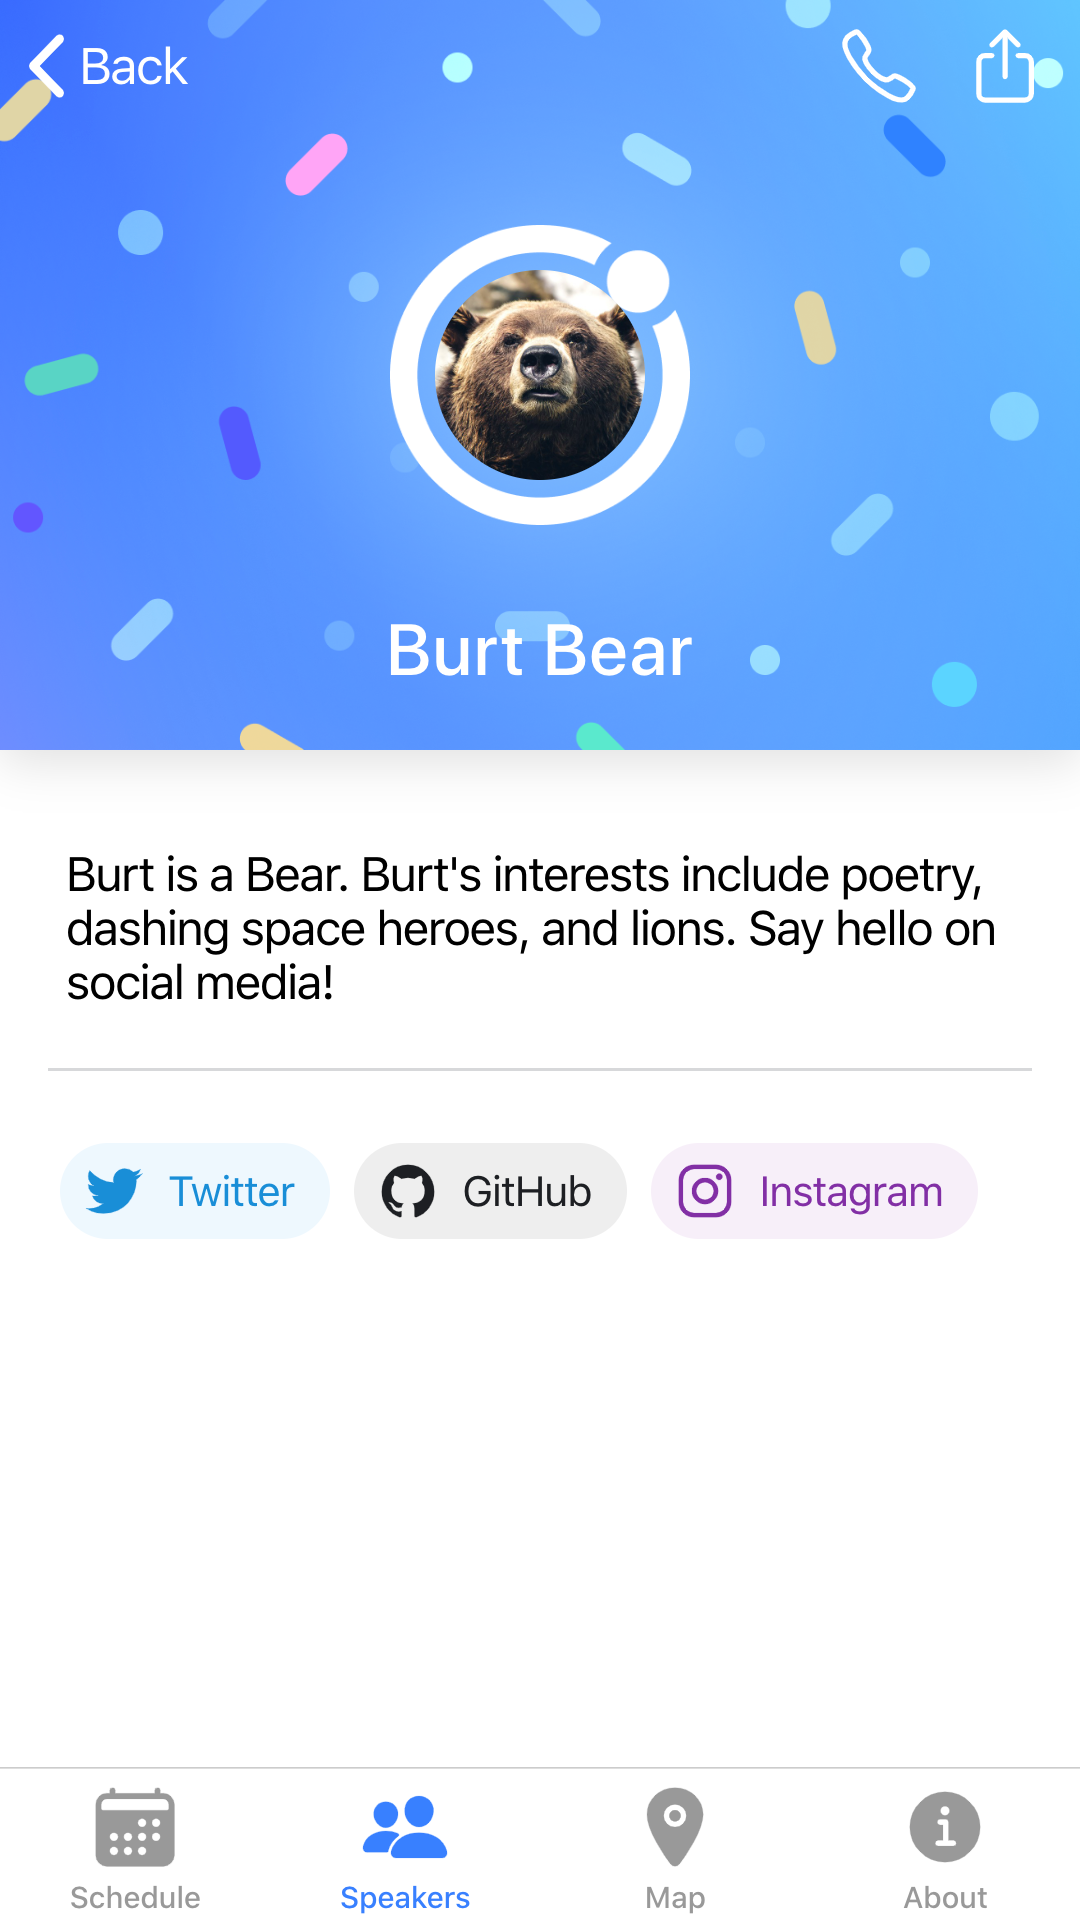 Back
Burt Bear
Burt is a Bear. Burt's interests include poetry,
dashing space heroes, and lions. Say hello on
social media!
Twitter
GitHub
Instagram
Schedule
Speakers
Map
About